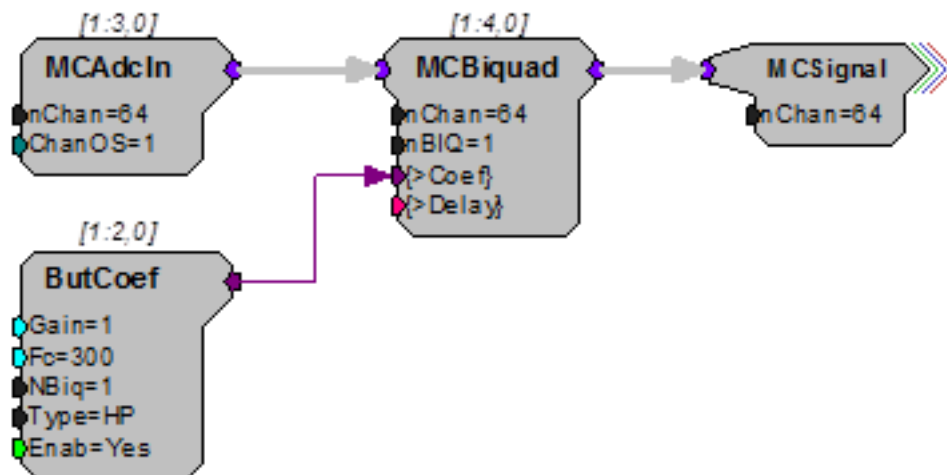 [1:3,0]
MCAdcIn
nChan=64
ChanOS=1
[1:4,0]
MCBiquad
nChan=64
nBIQ=1
{>Coef}
{>Delay}
MCSignal
nChan=64
[1:2,0]
ButCoef
Gain=1
Fc=300
NBiq=1
Type=HP
Enab=Yes